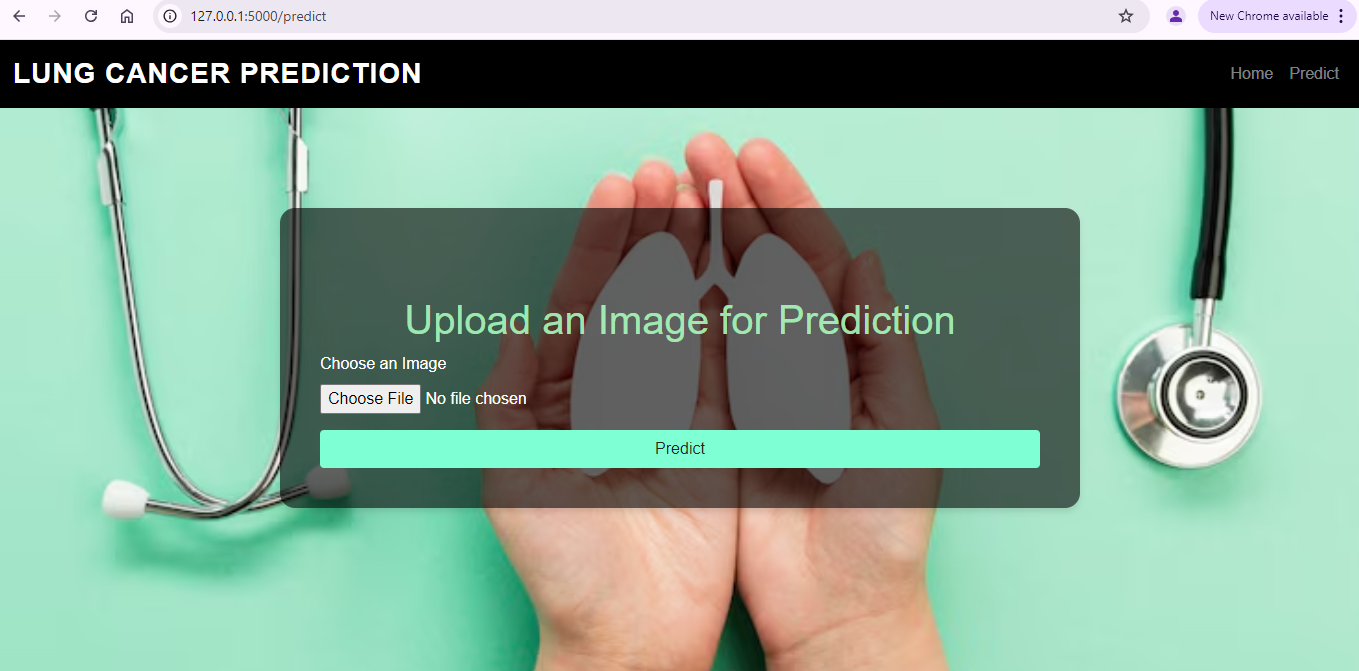 127.0.0.1:5000/predict
New Chrome available
LUNG CANCER PREDICTION
Home Predict
Upload an Image for Prediction
Choose an Image
Choose File No file chosen
Predict